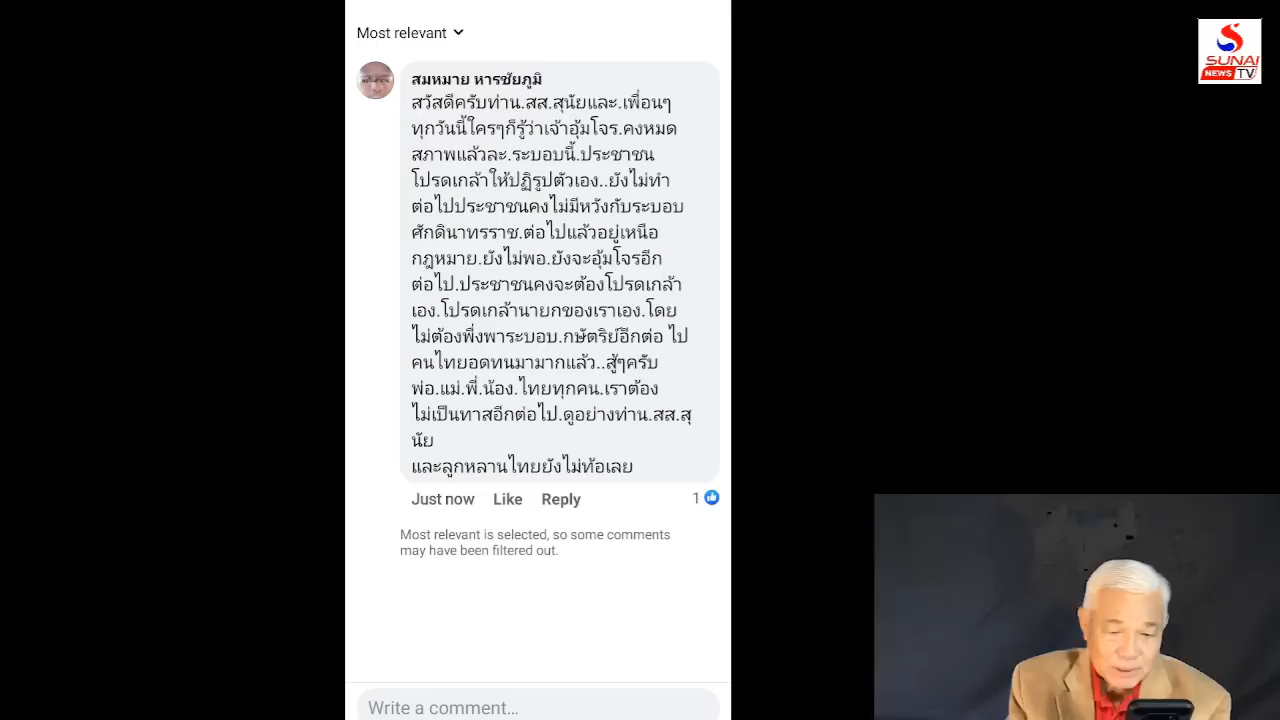 Most relevant
SUNAI
NEWS TV
สมหมาย หารชัยภูมิ
สวัสดีครับท่าน.สส.สุนัยและ.เพื่อนๆ
ทุกวันนี้ใครๆก็รู้ว่าเจ้าอุ้มโจร.คงหมด
สภาพแล้วละ.ระบอบนี้.ประชาชน
โปรดเกล้าให้ปฏิรูปตัวเอง..ยังไม่ทำ
ต่อไปประชาชนคงไม่มีหวังกับระบอบ
ศักดินาทรราช.ต่อไปแล้วอยู่เหนือ
กฎหมาย.ยังไม่พอ.ยังจะอุ้มโจรอีก
ต่อไป.ประชาชนคงจะต้องโปรดเกล้า
เอง.โปรดเกล้านายกของเราเอง.โดย
ไม่ต้องพึ่งพาระบอบ.กษัตริย์อีกต่อ ไป
คนไทยอดทนมามากแล้ว..สู้ๆครับ
พ่อ.แม่.พี่.น้อง.ไทยทุกคน.เราต้อง
ไม่เป็นทาสอีกต่อไป.ดูอย่างท่าน.สส.สุ
นัย
และลูกหลานไทยยังไม่ท้อเลย
Just now Like Reply 1
Most relevant is selected, so some comments
may have been filtered out.
Write a comment...